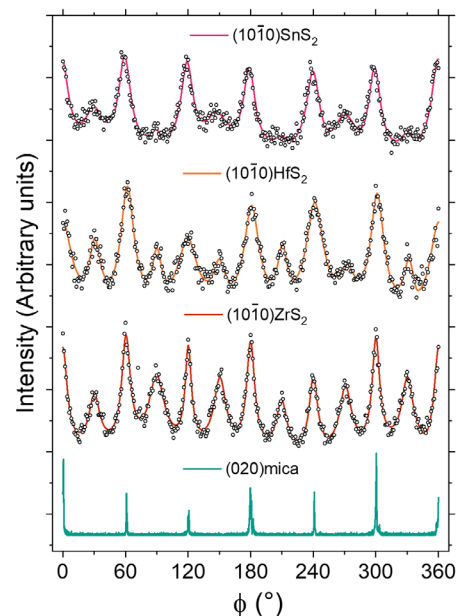 (101̄0)SnS₂
(101̄0)HfS₂
(101̄0)ZrS₂
(020)mica
Intensity (Arbitrary units)
0 60 120 180 240 300 360
ϕ (°)